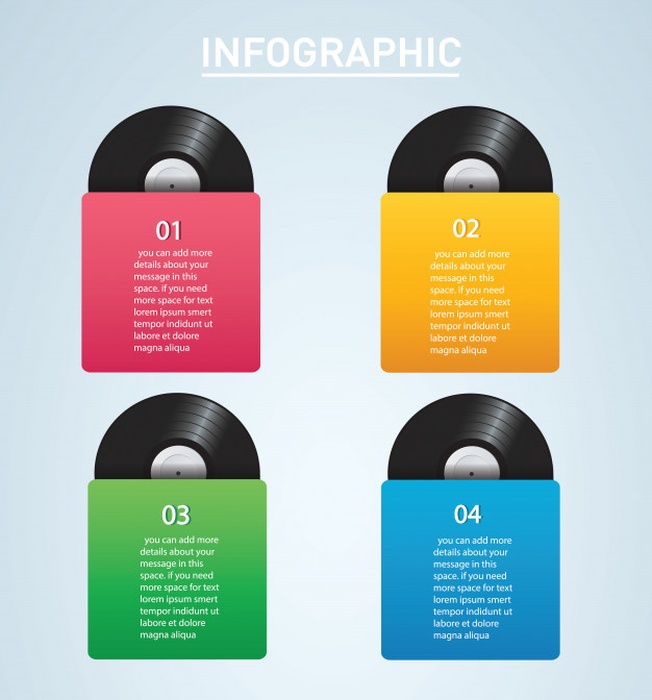 INFOGRAPHIC
01
you can add more
details about your
message in this
space. if you need
more space for text
lorem ipsum smert
tempor indidunt ut
labore et dolore
magna aliqua
02
you can add more
details about your
message in this
space. if you need
more space for text
lorem ipsum smert
tempor indidunt ut
labore et dolore
magna aliqua
03
you can add more
details about your
message in this
space. if you need
more space for text
lorem ipsum smert
tempor indidunt ut
labore et dolore
magna aliqua
04
you can add more
details about your
message in this
space. if you need
more space for text
lorem ipsum smert
tempor indidunt ut
labore et dolore
magna aliqua